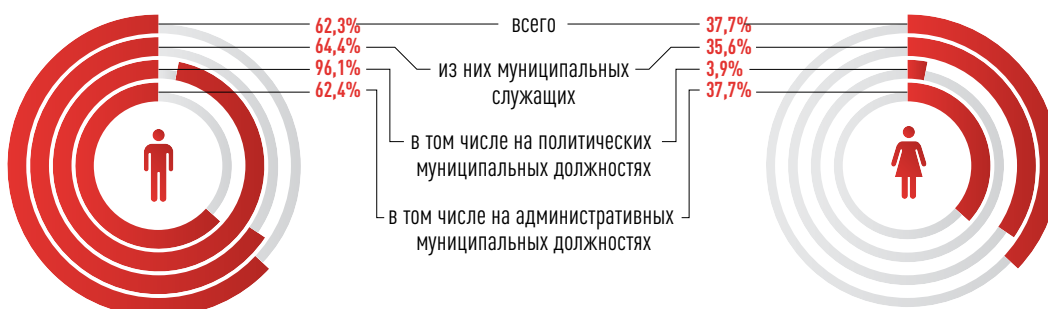 62,3% всего 37,7%
64,4% 35,6%
96,1% из них муниципальных 3,9%
62,4% служащих 37,7%
в том числе на политических
муниципальных должностях
в том числе на административных
муниципальных должностях